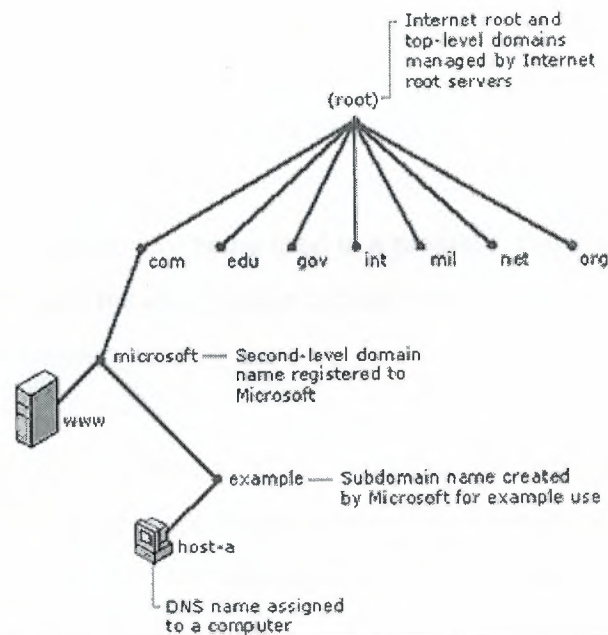 Internet root and
top-level domains
managed by Internet
root servers
(root)
com edu gov int mil net org
microsoft
Second-level domain
name registered to
Microsoft
www
example
Subdomain name created
by Microsoft for example use
host-a
DNS name assigned
to a computer